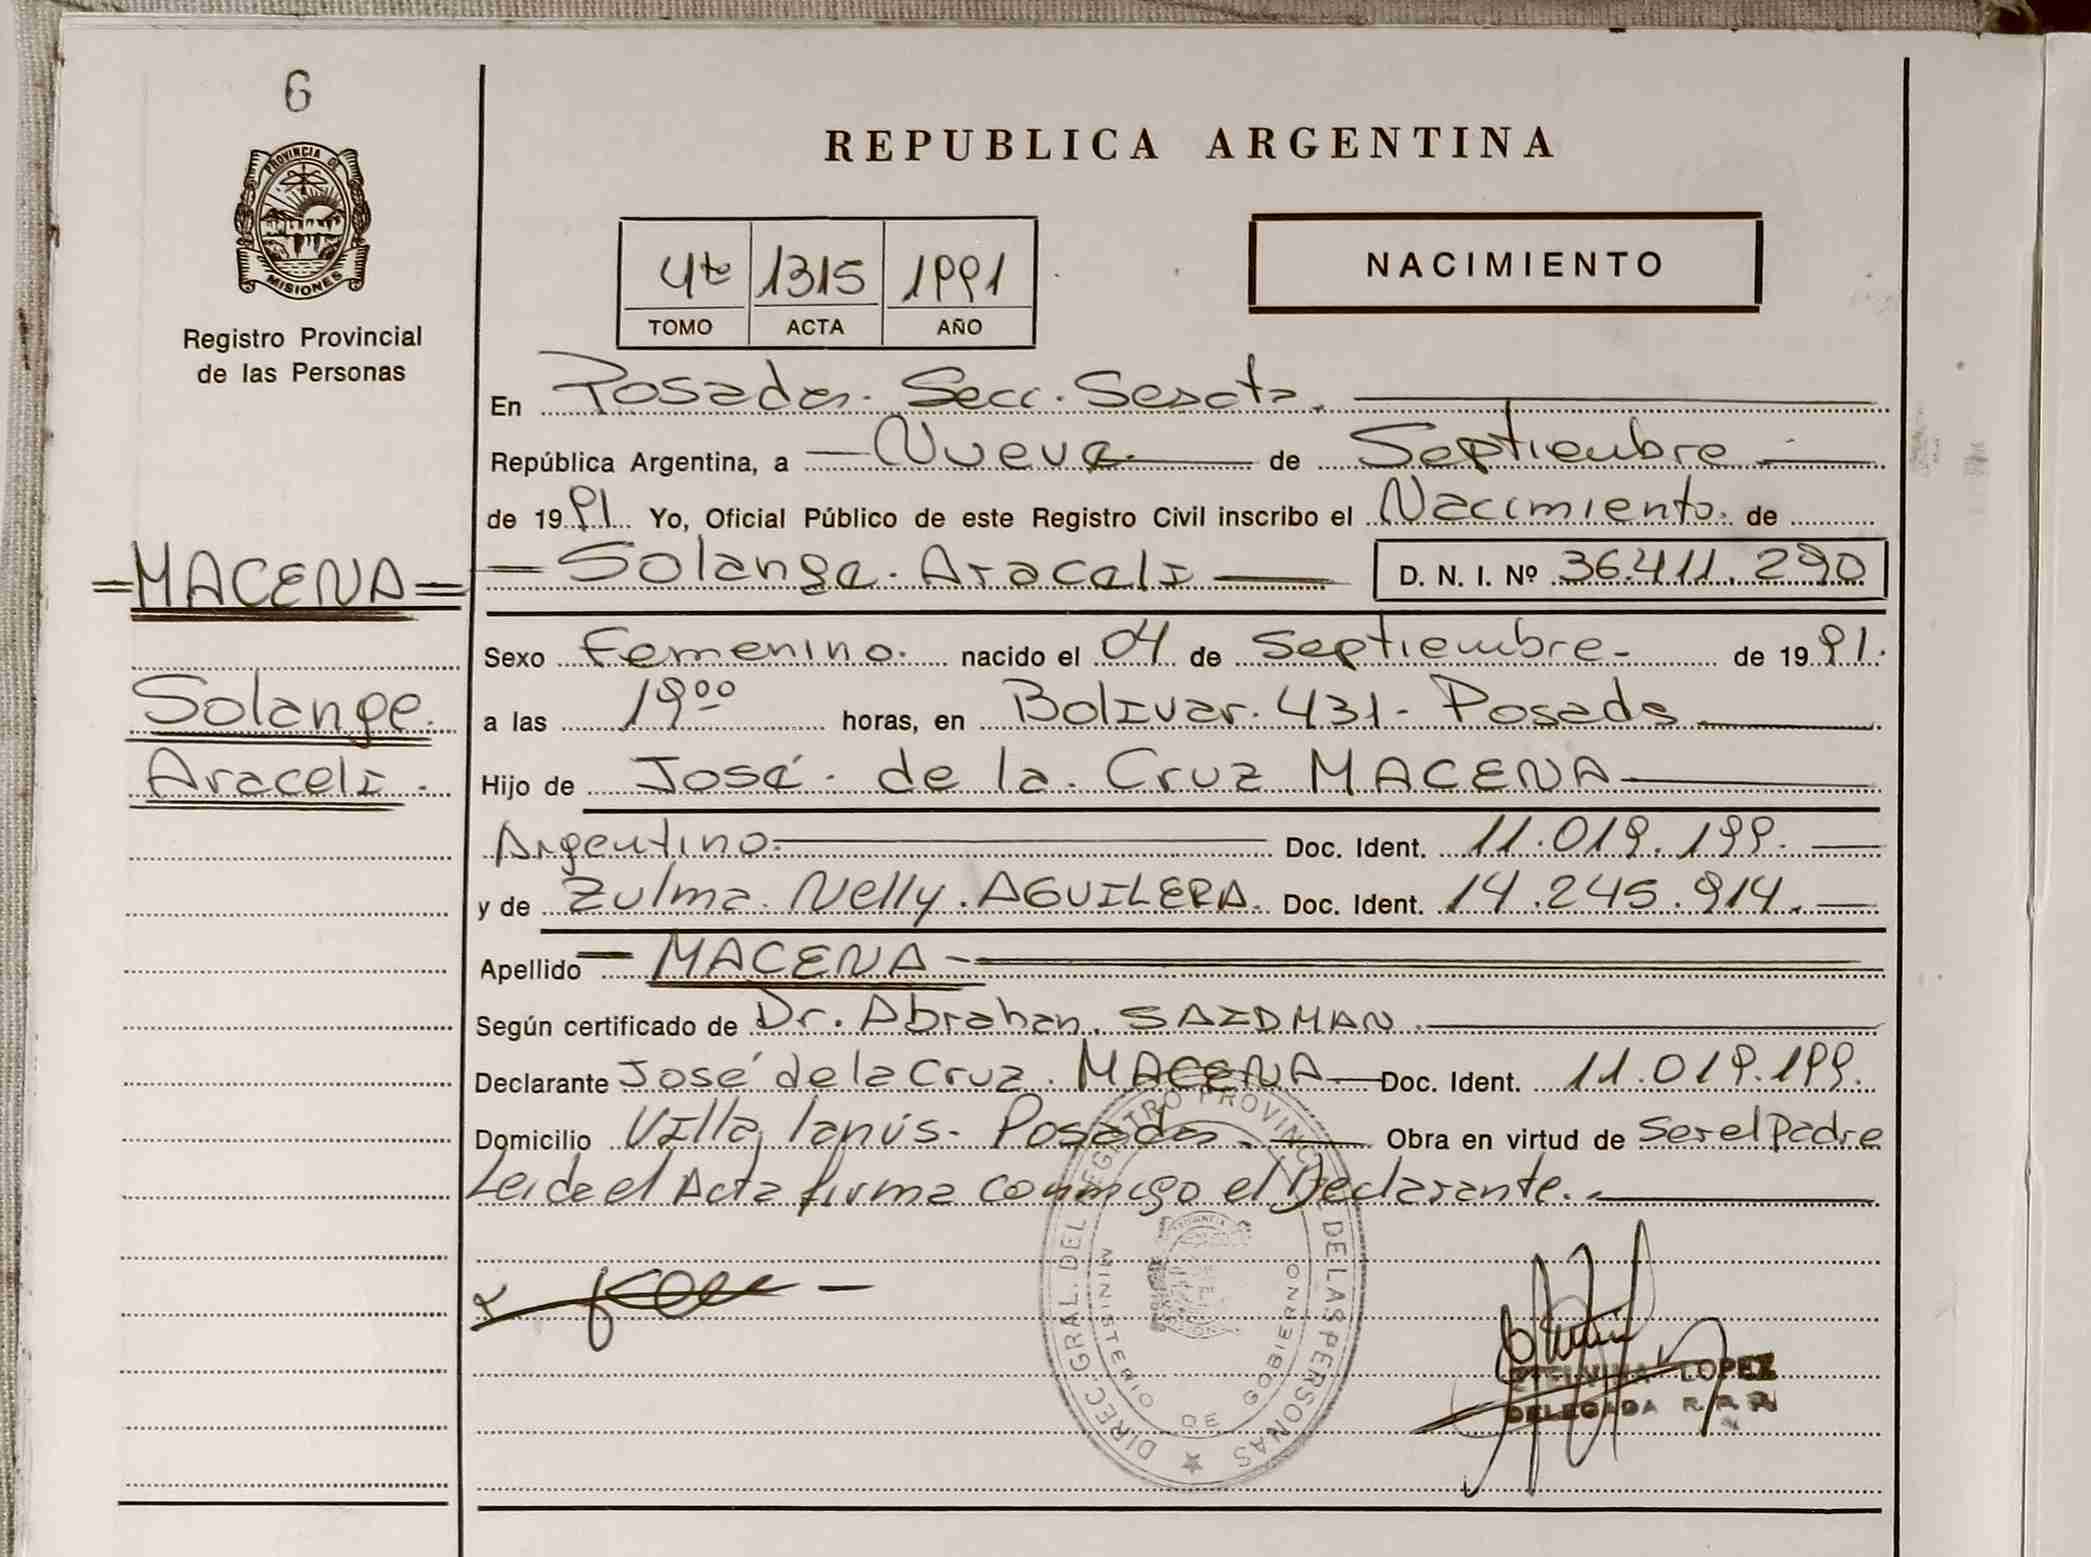 6
PROVINCIA DE
MISIONES
Registro Provincial
de las Personas
=MACENA=
Solange.
Araceli.
REPUBLICA ARGENTINA
4to 1315 1991
TOMO ACTA AÑO
NACIMIENTO
En Posadas. Secc. Sexta.
República Argentina, a — Nueve — de Septiembre —
de 1991. Yo, Oficial Público de este Registro Civil inscribo el Nacimiento. de
— Solange. Araceli — D. N. I. Nº 36.411.290
Sexo Femenino. nacido el 04 de Septiembre - de 1991.
a las 19⁰⁰ horas, en Bolivar. 431 - Posadas
Hijo de José. de la. Cruz MACENA
Argentino. Doc. Ident. 11.019.199.
y de Zulma. Nelly. AGUILERA. Doc. Ident. 14.245.914.
Apellido — MACENA —
Según certificado de Dr. Abrahan. SAIDMAN.
Declarante José de la Cruz. MACENA — Doc. Ident. 11.019.199.
Domicilio Villa Lanús - Posadas. Obra en virtud de Ser el Padre
Leida el Acta firma conmigo el Declarante.
DIREC. GRAL. DEL REGISTRO PROVINCIAL DE LAS PERSONAS
MINISTERIO DE GOBIERNO
LOPEZ
DELEGADA R.P.P.